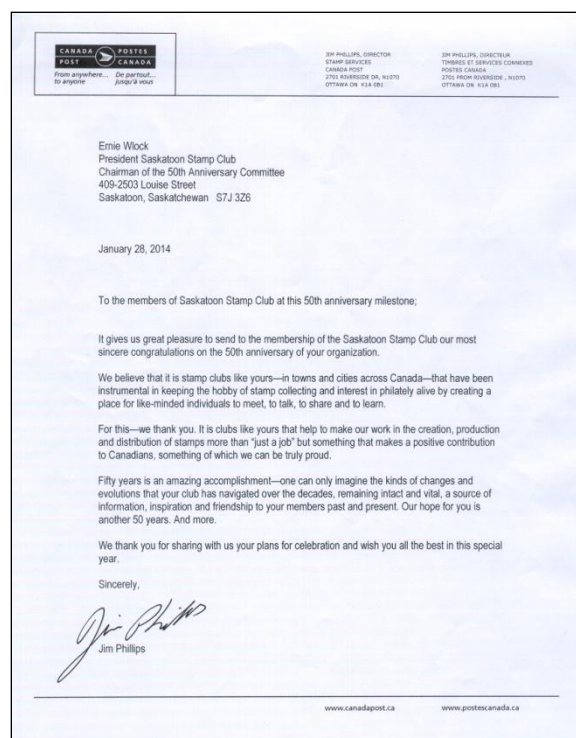 CANADA POSTES
POST CANADA
From anywhere... De partout...
to anyone jusqu'à vous
JIM PHILLIPS, DIRECTOR
STAMP SERVICES
CANADA POST
2701 RIVERSIDE DR, N1070
OTTAWA ON K1A 0B1
JIM PHILLIPS, DIRECTEUR
TIMBRES ET SERVICES CONNEXES
POSTES CANADA
2701 PROM RIVERSIDE , N1070
OTTAWA ON K1A 0B1
Ernie Wlock
President Saskatoon Stamp Club
Chairman of the 50th Anniversary Committee
409-2503 Louise Street
Saskatoon, Saskatchewan S7J 3Z6
January 28, 2014
To the members of Saskatoon Stamp Club at this 50th anniversary milestone;
It gives us great pleasure to send to the membership of the Saskatoon Stamp Club our most
sincere congratulations on the 50th anniversary of your organization.
We believe that it is stamp clubs like yours—in towns and cities across Canada—that have been
instrumental in keeping the hobby of stamp collecting and interest in philately alive by creating a
place for like-minded individuals to meet, to talk, to share and to learn.
For this—we thank you. It is clubs like yours that help to make our work in the creation, production
and distribution of stamps more than "just a job" but something that makes a positive contribution
to Canadians, something of which we can be truly proud.
Fifty years is an amazing accomplishment—one can only imagine the kinds of changes and
evolutions that your club has navigated over the decades, remaining intact and vital, a source of
information, inspiration and friendship to your members past and present. Our hope for you is
another 50 years. And more.
We thank you for sharing with us your plans for celebration and wish you all the best in this special
year.
Sincerely,
Jim Phillips
Jim Phillips
www.canadapost.ca www.postescanada.ca